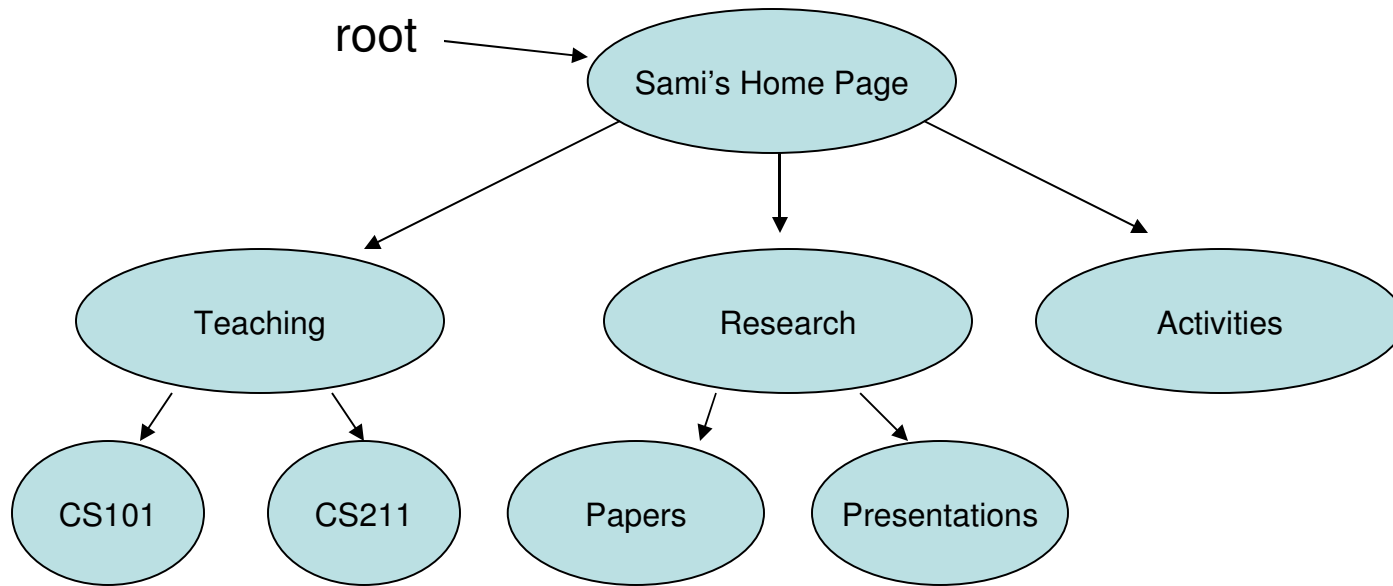 root
Sami’s Home Page
Teaching
Research
Activities
CS101
CS211
Papers
Presentations